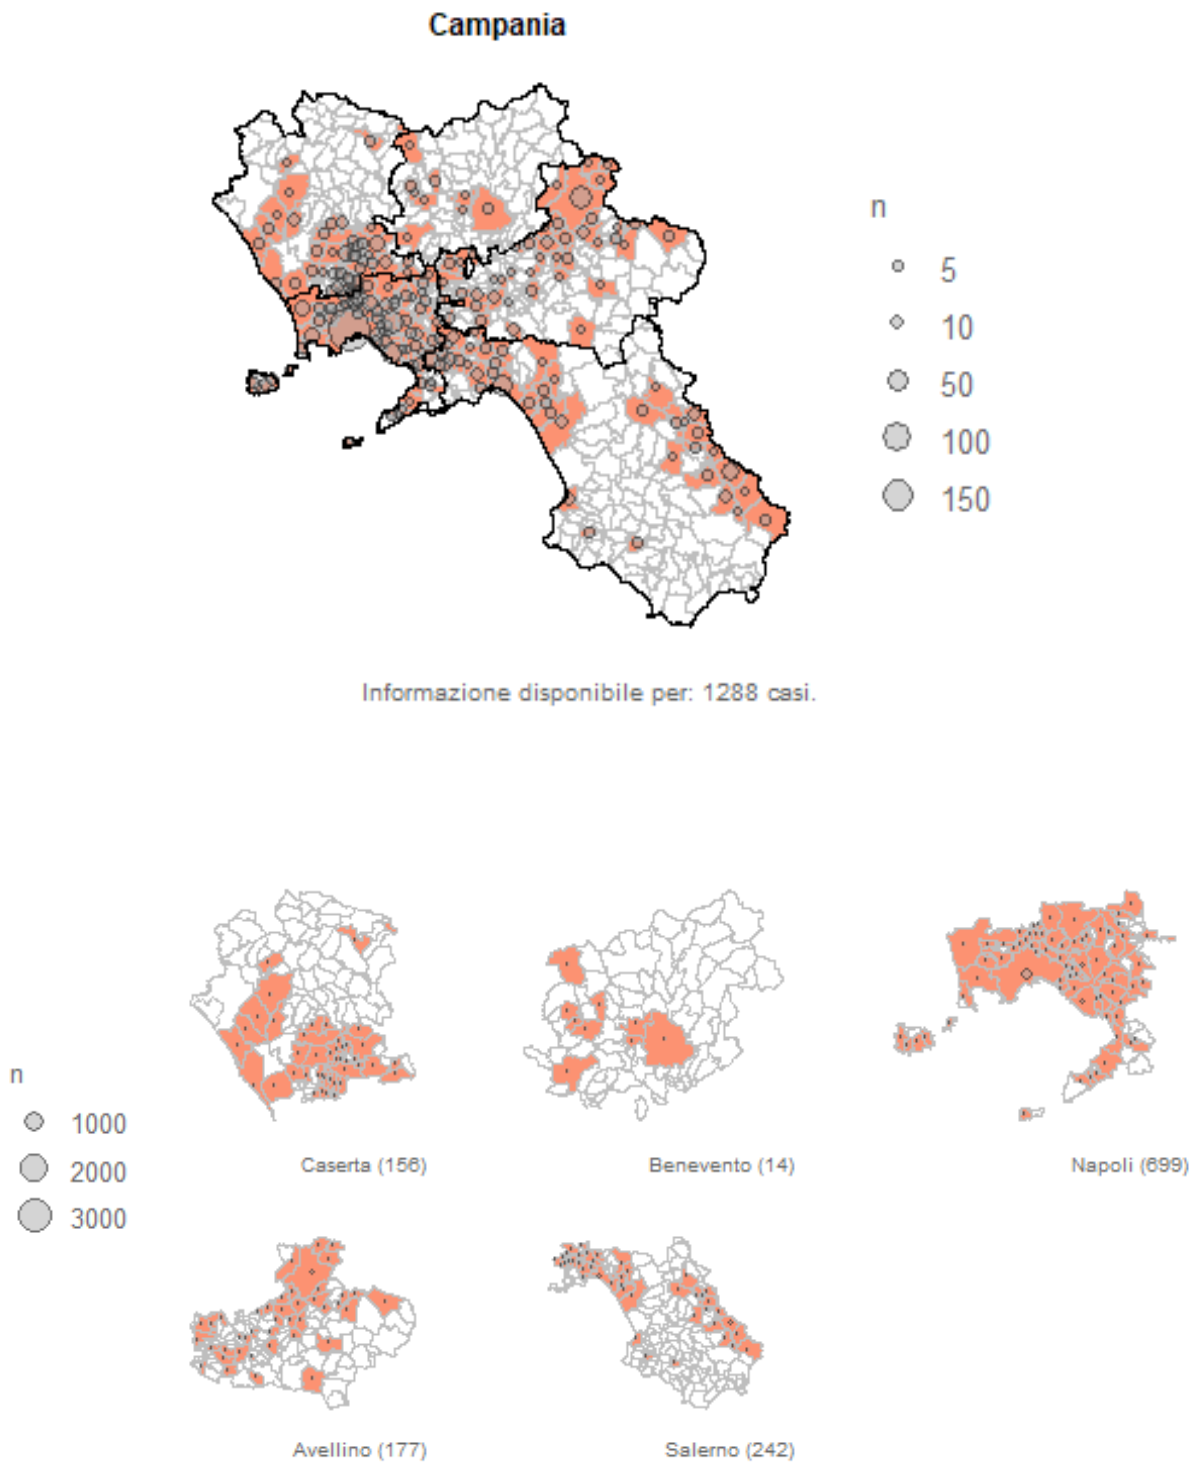 Campania
n
5
10
50
100
150
Informazione disponibile per: 1288 casi.
n
1000
2000
3000
Caserta (156)
Benevento (14)
Napoli (699)
Avellino (177)
Salerno (242)